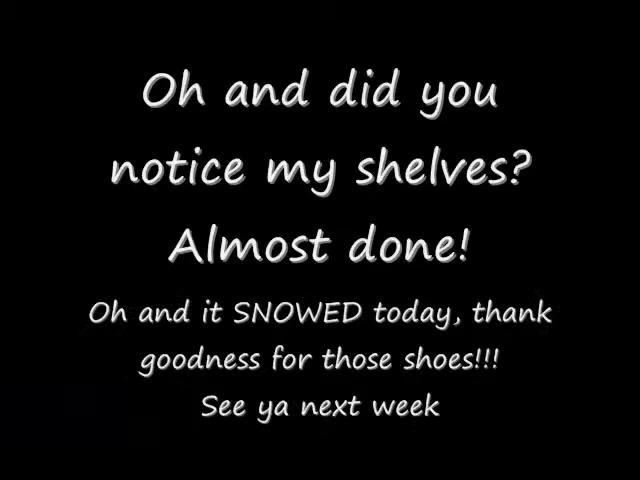 Oh and did you
notice my shelves?
Almost done!
Oh and it SNOWED today, thank
goodness for those shoes!!!
See ya next week